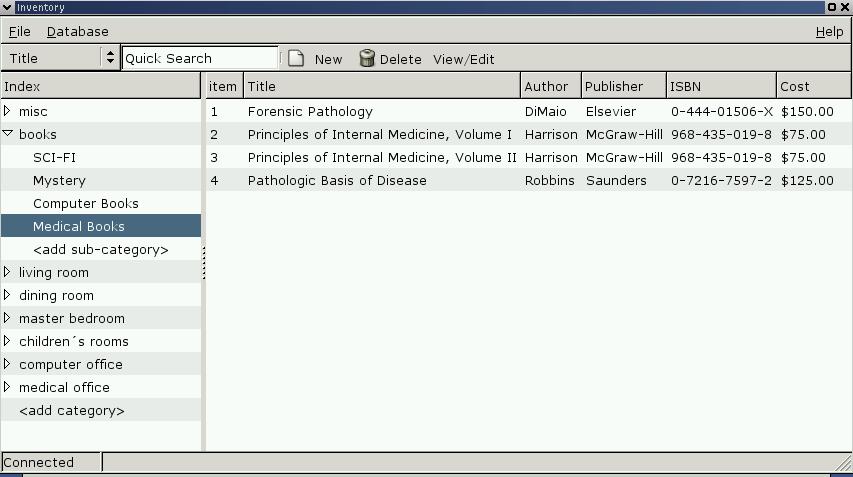 Inventory
File Database Help
Title Quick Search New Delete View/Edit
Index item Title Author Publisher ISBN Cost
misc 1 Forensic Pathology DiMaio Elsevier 0-444-01506-X $150.00
books 2 Principles of Internal Medicine, Volume I Harrison McGraw-Hill 968-435-019-8 $75.00
SCI-FI 3 Principles of Internal Medicine, Volume II Harrison McGraw-Hill 968-435-019-8 $75.00
Mystery 4 Pathologic Basis of Disease Robbins Saunders 0-7216-7597-2 $125.00
Computer Books
Medical Books
<add sub-category>
living room
dining room
master bedroom
children´s rooms
computer office
medical office
<add category>
Connected